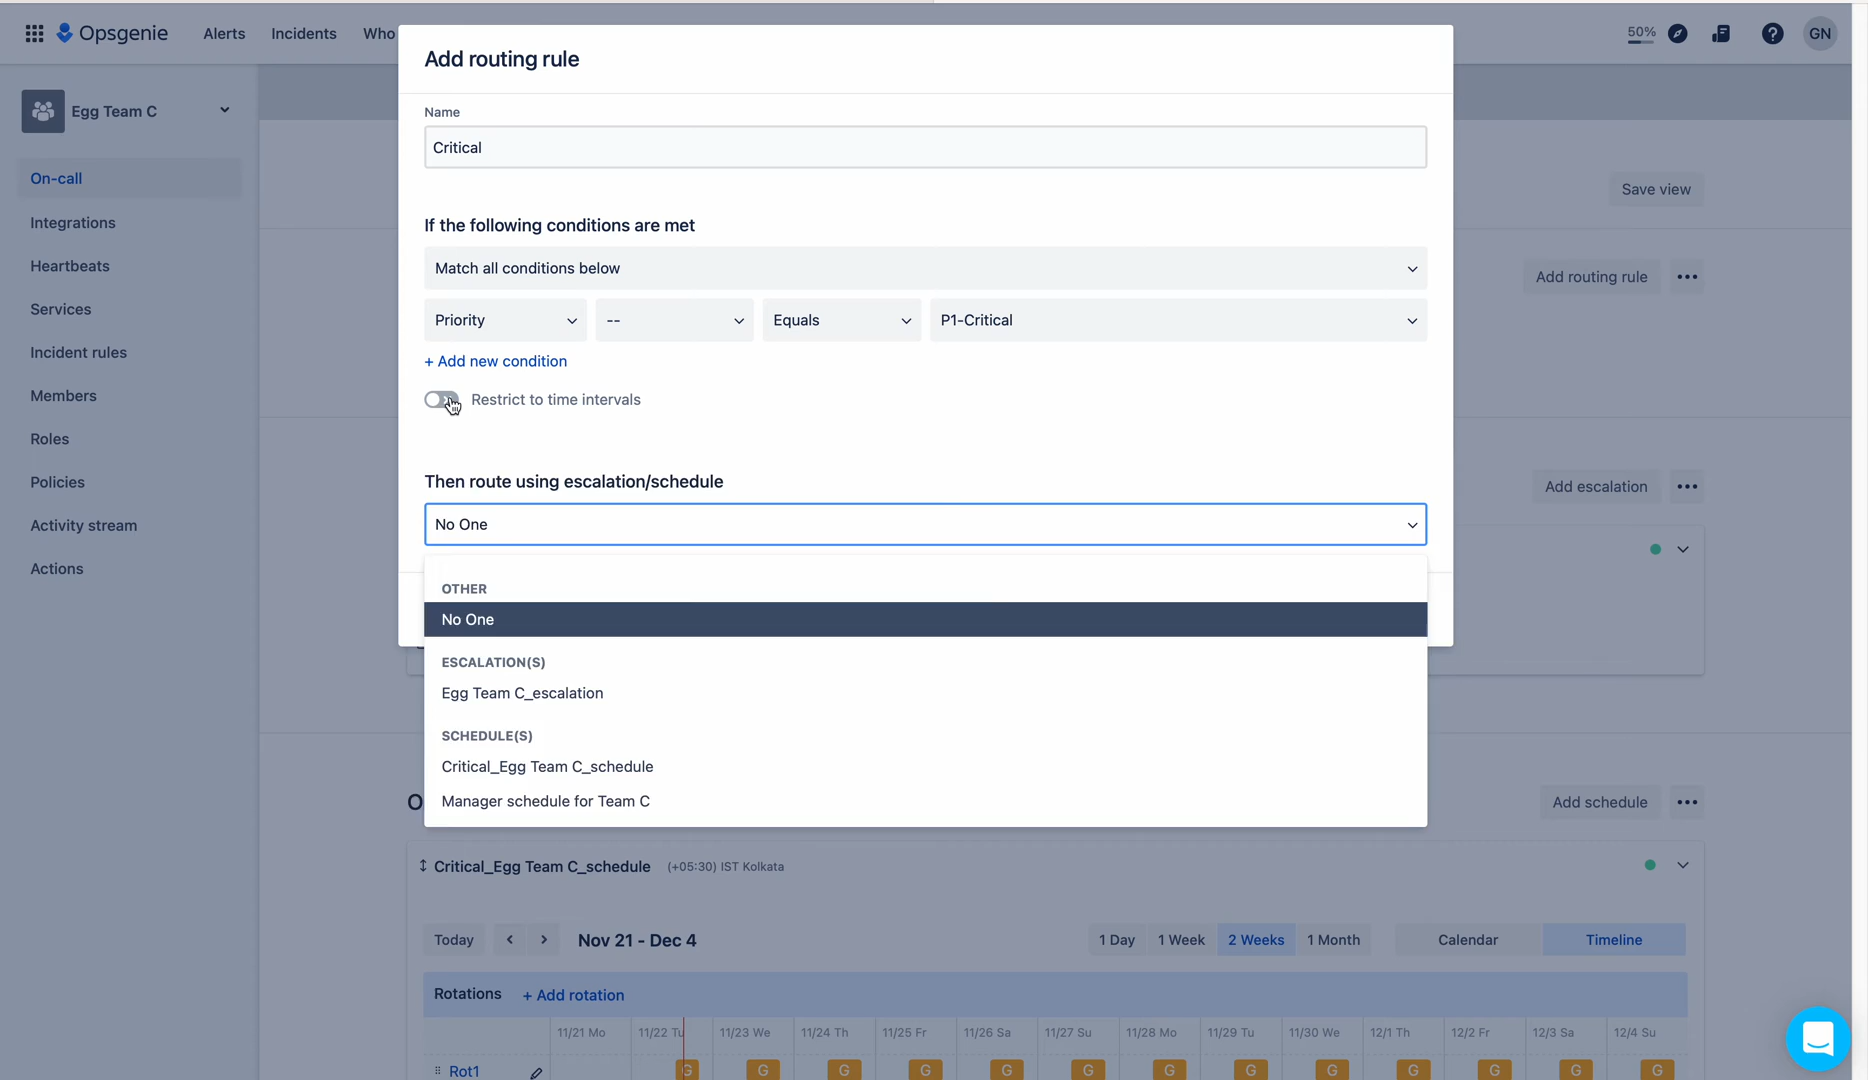 Opsgenie
Alerts
Incidents
Who
50%
GN
Egg Team C
On-call
Integrations
Heartbeats
Services
Incident rules
Members
Roles
Policies
Activity stream
Actions
Add routing rule
Name
Critical
If the following conditions are met
Match all conditions below
Priority
--
Equals
P1-Critical
+ Add new condition
Restrict to time intervals
Then route using escalation/schedule
No One
OTHER
No One
ESCALATION(S)
Egg Team C_escalation
SCHEDULE(S)
Critical_Egg Team C_schedule
Manager schedule for Team C
Save view
Add routing rule
Add escalation
O
Add schedule
Critical_Egg Team C_schedule (+05:30) IST Kolkata
Today
Nov 21 - Dec 4
1 Day
1 Week
2 Weeks
1 Month
Calendar
Timeline
Rotations
+ Add rotation
11/21 Mo
11/22 Tu
11/23 We
11/24 Th
11/25 Fr
11/26 Sa
11/27 Su
11/28 Mo
11/29 Tu
11/30 We
12/1 Th
12/2 Fr
12/3 Sa
12/4 Su
Rot1
G
G
G
G
G
G
G
G
G
G
G
G
G